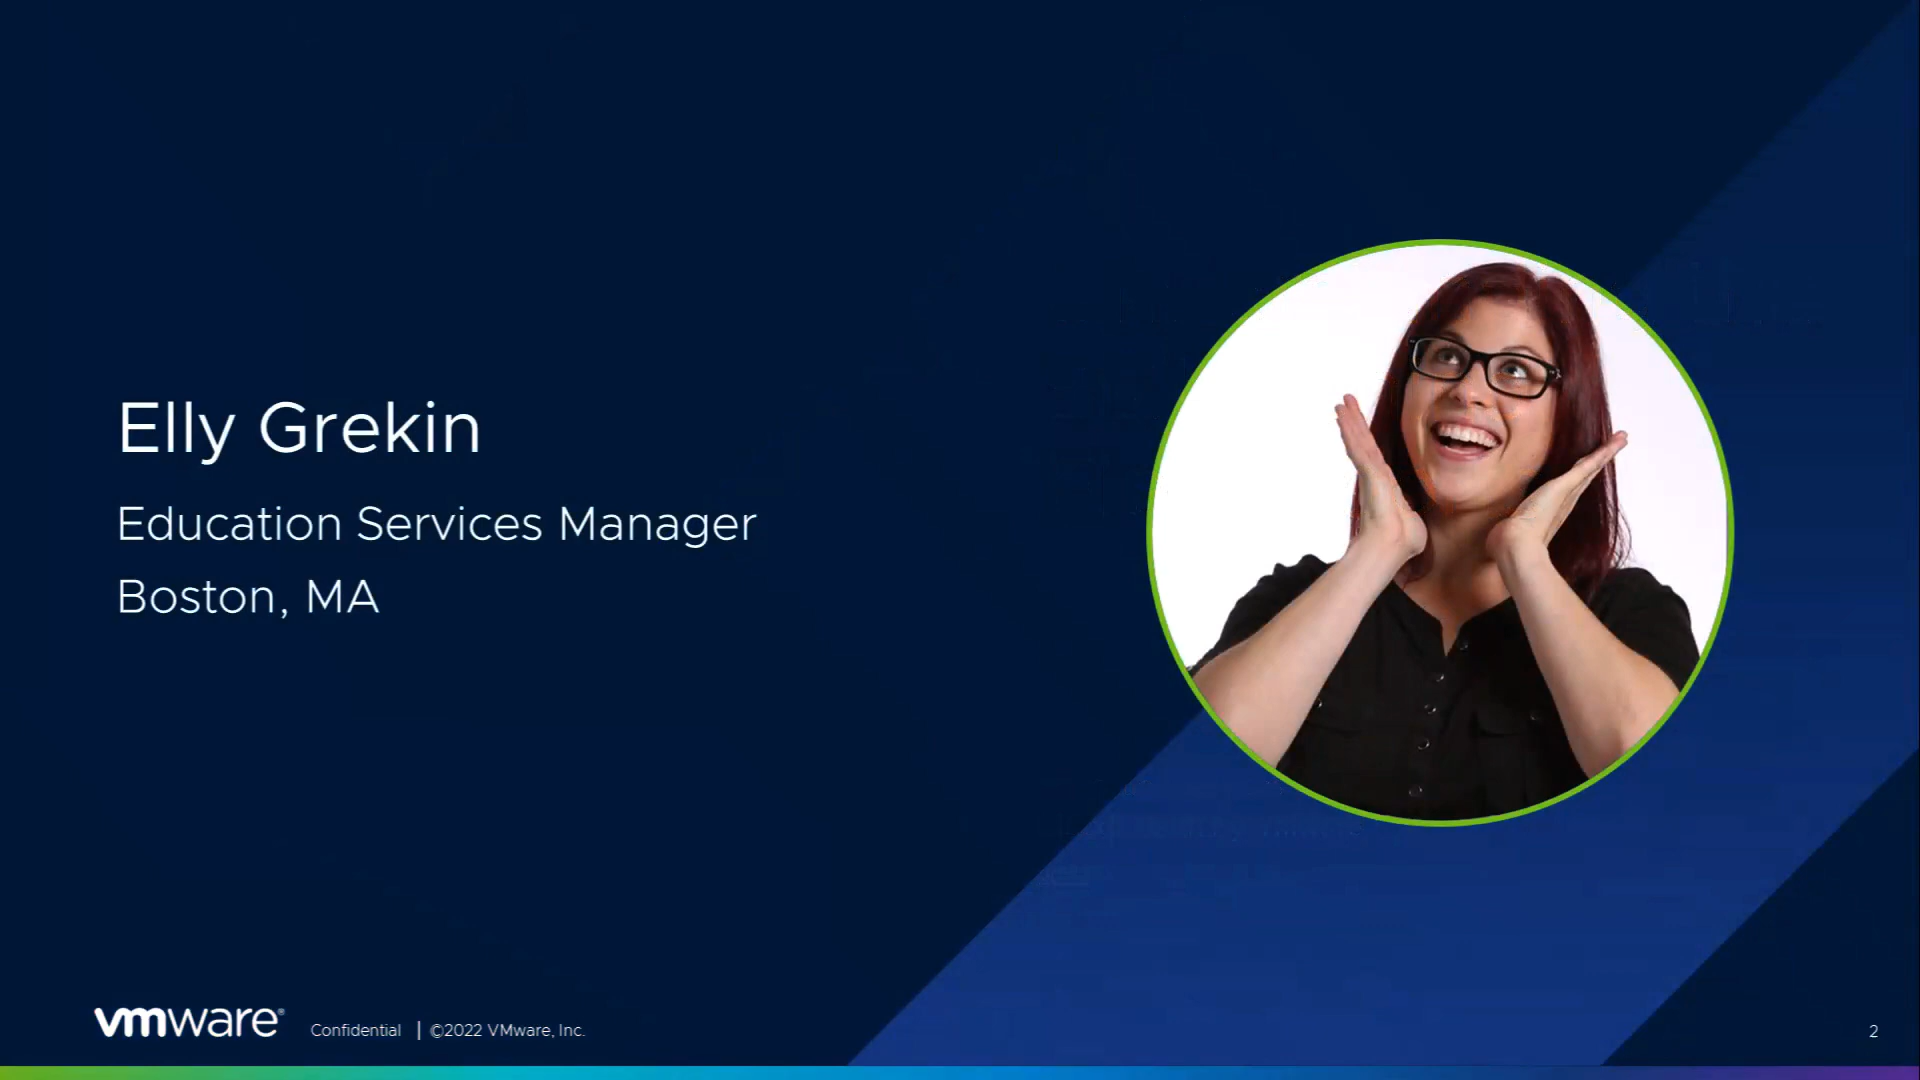 Elly Grekin
Education Services Manager
Boston, MA
vmware®
Confidential | ©2022 VMware, Inc.
2